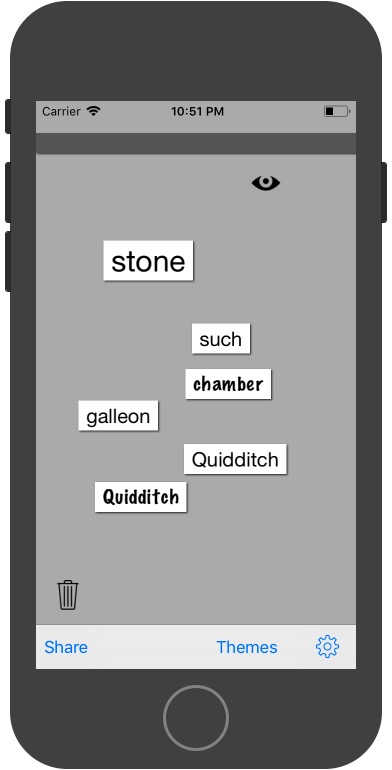 Carrier 10:51 PM
stone
such
chamber
galleon
Quidditch
Quidditch
Share Themes